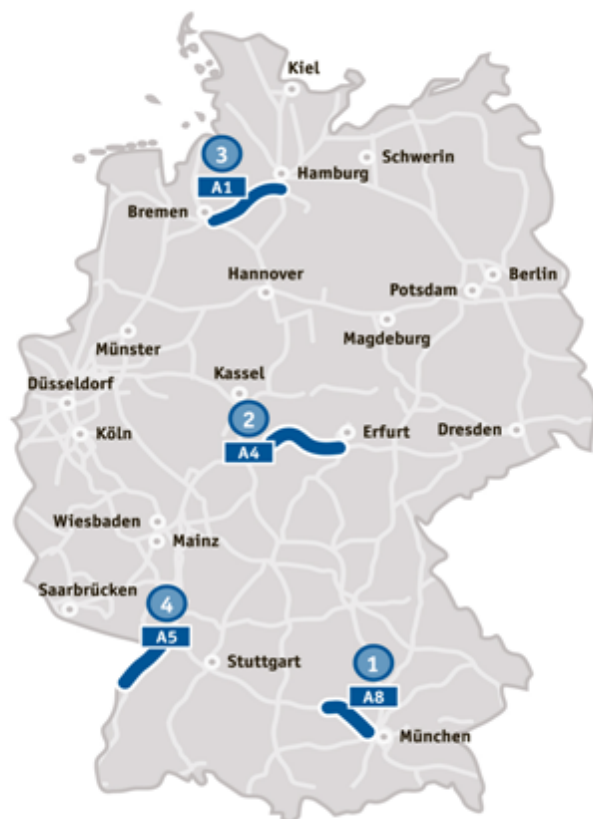 Kiel
3
Schwerin
Hamburg
A1
Bremen
Hannover
Berlin
Potsdam
Magdeburg
Münster
Kassel
Düsseldorf
2
Erfurt
Dresden
Köln
A4
Wiesbaden
Mainz
Saarbrücken
4
A5
Stuttgart
1
A8
München